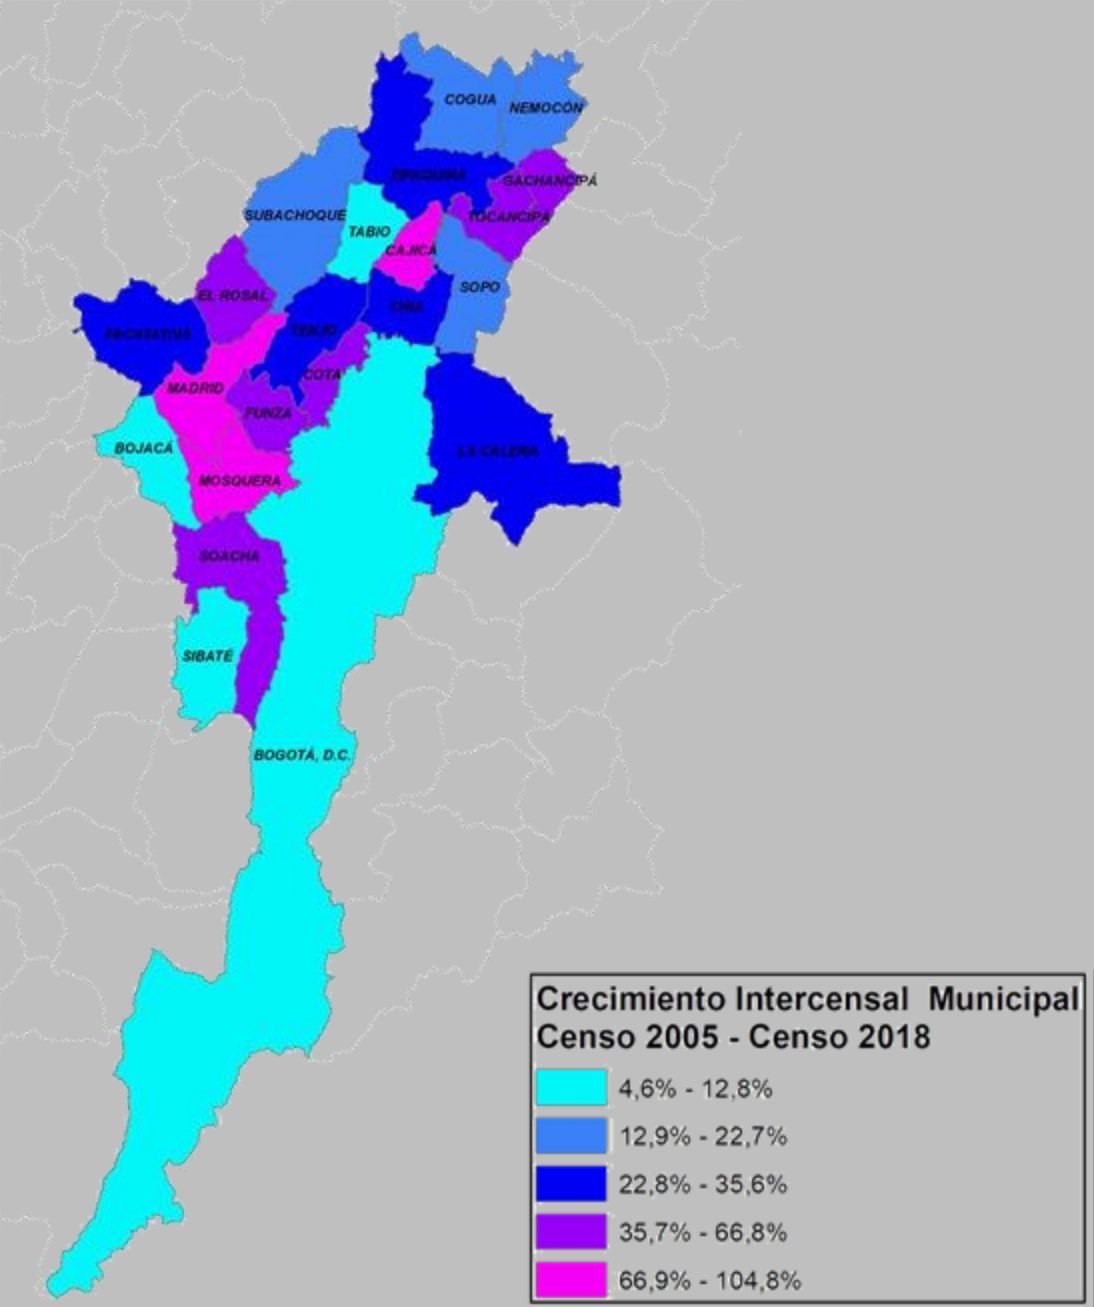 COGUA
NEMOCÓN
ZIPAQUIRÁ
GACHANCIPÁ
SUBACHOQUE
TOCANCIPÁ
TABIO
CAJICÁ
SOPO
EL ROSAL
CHÍA
FACATATIVÁ
TENJO
COTA
MADRID
FUNZA
BOJACÁ
LA CALERA
MOSQUERA
SOACHA
SIBATÉ
BOGOTÁ, D.C.
Crecimiento Intercensal Municipal
Censo 2005 - Censo 2018
4,6% - 12,8%
12,9% - 22,7%
22,8% - 35,6%
35,7% - 66,8%
66,9% - 104,8%